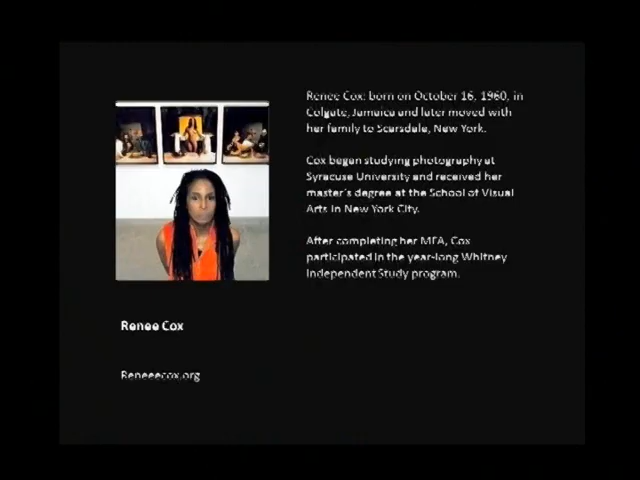 Renee Cox: born on October 16, 1960, in
Colgate, Jamaica and later moved with
her family to Scarsdale, New York.
Cox began studying photography at
Syracuse University and received her
master's degree at the School of Visual
Arts in New York City.
After completing her MFA, Cox
participated in the year-long Whitney
Independent Study program.
Renee Cox
Reneeecox.org